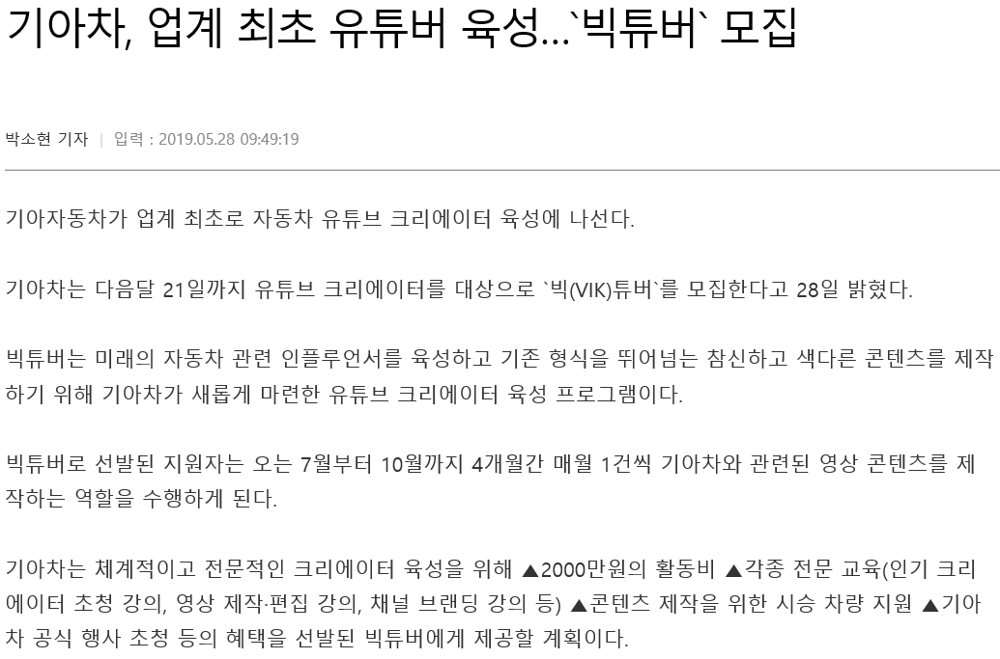 기아차, 업계 최초 유튜버 육성...`빅튜버` 모집
박소현 기자 | 입력 : 2019.05.28 09:49:19
기아자동차가 업계 최초로 자동차 유튜브 크리에이터 육성에 나선다.
기아차는 다음달 21일까지 유튜브 크리에이터를 대상으로 `빅(VIK)튜버`를 모집한다고 28일 밝혔다.
빅튜버는 미래의 자동차 관련 인플루언서를 육성하고 기존 형식을 뛰어넘는 참신하고 색다른 콘텐츠를 제작
하기 위해 기아차가 새롭게 마련한 유튜브 크리에이터 육성 프로그램이다.
빅튜버로 선발된 지원자는 오는 7월부터 10월까지 4개월간 매월 1건씩 기아차와 관련된 영상 콘텐츠를 제
작하는 역할을 수행하게 된다.
기아차는 체계적이고 전문적인 크리에이터 육성을 위해 ▲2000만원의 활동비 ▲각종 전문 교육(인기 크리
에이터 초청 강의, 영상 제작·편집 강의, 채널 브랜딩 강의 등) ▲콘텐츠 제작을 위한 시승 차량 지원 ▲기아
차 공식 행사 초청 등의 혜택을 선발된 빅튜버에게 제공할 계획이다.